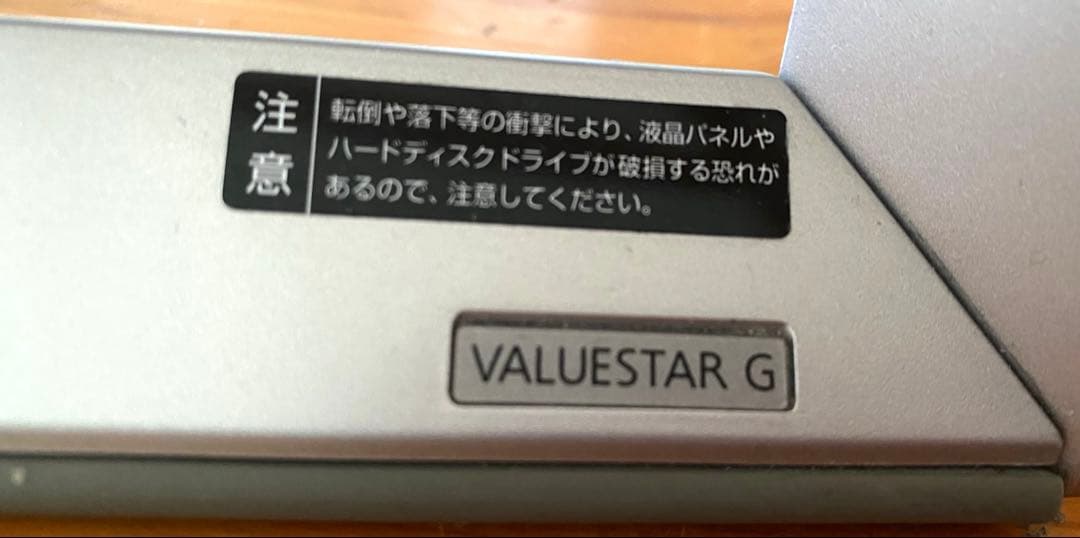 注意
転倒や落下等の衝撃により、液晶パネルや
ハードディスクドライブが破損する恐れが
あるので、注意してください。
VALUESTAR G